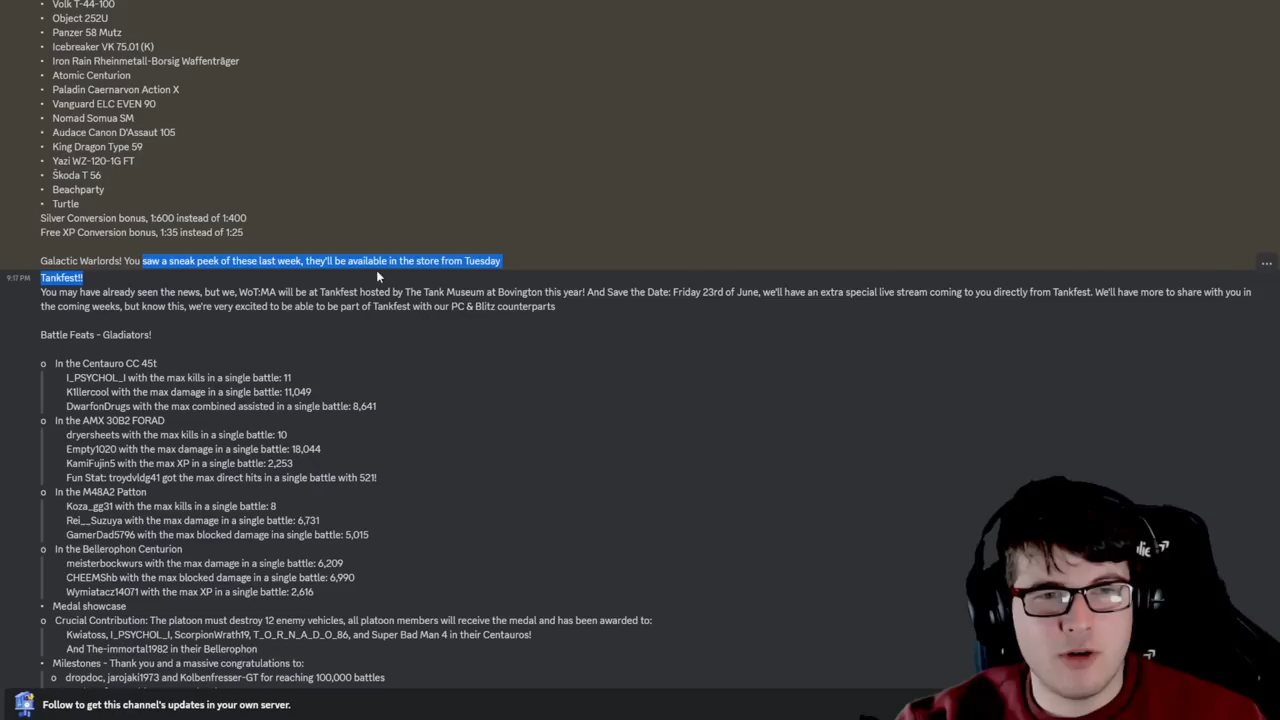 • Volk T-44-100
• Object 252U
• Panzer 58 Mutz
• Icebreaker VK 75.01 (K)
• Iron Rain Rheinmetall-Borsig Waffenträger
• Atomic Centurion
• Paladin Caernarvon Action X
• Vanguard ELC EVEN 90
• Nomad Somua SM
• Audace Canon D'Assaut 105
• King Dragon Type 59
• Yazi WZ-120-1G FT
• Škoda T 56
• Beachparty
• Turtle
Silver Conversion bonus, 1:600 instead of 1:400
Free XP Conversion bonus, 1:35 instead of 1:25
Galactic Warlords! You saw a sneak peek of these last week, they'll be available in the store from Tuesday
9:17 PM Tankfest!!
You may have already seen the news, but we, WoT:MA will be at Tankfest hosted by The Tank Museum at Bovington this year! And Save the Date: Friday 23rd of June, we'll have an extra special live stream coming to you directly from Tankfest. We'll have more to share with you in
the coming weeks, but know this, we're very excited to be able to be part of Tankfest with our PC & Blitz counterparts
Battle Feats - Gladiators!
o In the Centauro CC 45t
I_PSYCHOL_I with the max kills in a single battle: 11
K1llercool with the max damage in a single battle: 11,049
DwarfonDrugs with the max combined assisted in a single battle: 8,641
o In the AMX 30B2 FORAD
dryersheets with the max kills in a single battle: 10
Empty1020 with the max damage in a single battle: 18,044
KamiFujin5 with the max XP in a single battle: 2,253
Fun Stat: troydvldg41 got the max direct hits in a single battle with 521!
o In the M48A2 Patton
Koza_gg31 with the max kills in a single battle: 8
Rei__Suzuya with the max damage in a single battle: 6,731
GamerDad5796 with the max blocked damage ina single battle: 5,015
o In the Bellerophon Centurion
meisterbockwurs with the max damage in a single battle: 6,209
CHEEMShb with the max blocked damage in a single battle: 6,990
Wymiatacz14071 with the max XP in a single battle: 2,616
• Medal showcase
o Crucial Contribution: The platoon must destroy 12 enemy vehicles, all platoon members will receive the medal and has been awarded to:
Kwiatoss, I_PSYCHOL_I, ScorpionWrath19, T_O_R_N_A_D_O_86, and Super Bad Man 4 in their Centauros!
And The-immortal1982 in their Bellerophon
• Milestones - Thank you and a massive congratulations to:
o dropdoc, jarojaki1973 and Kolbenfresser-GT for reaching 100,000 battles
Follow to get this channel's updates in your own server.